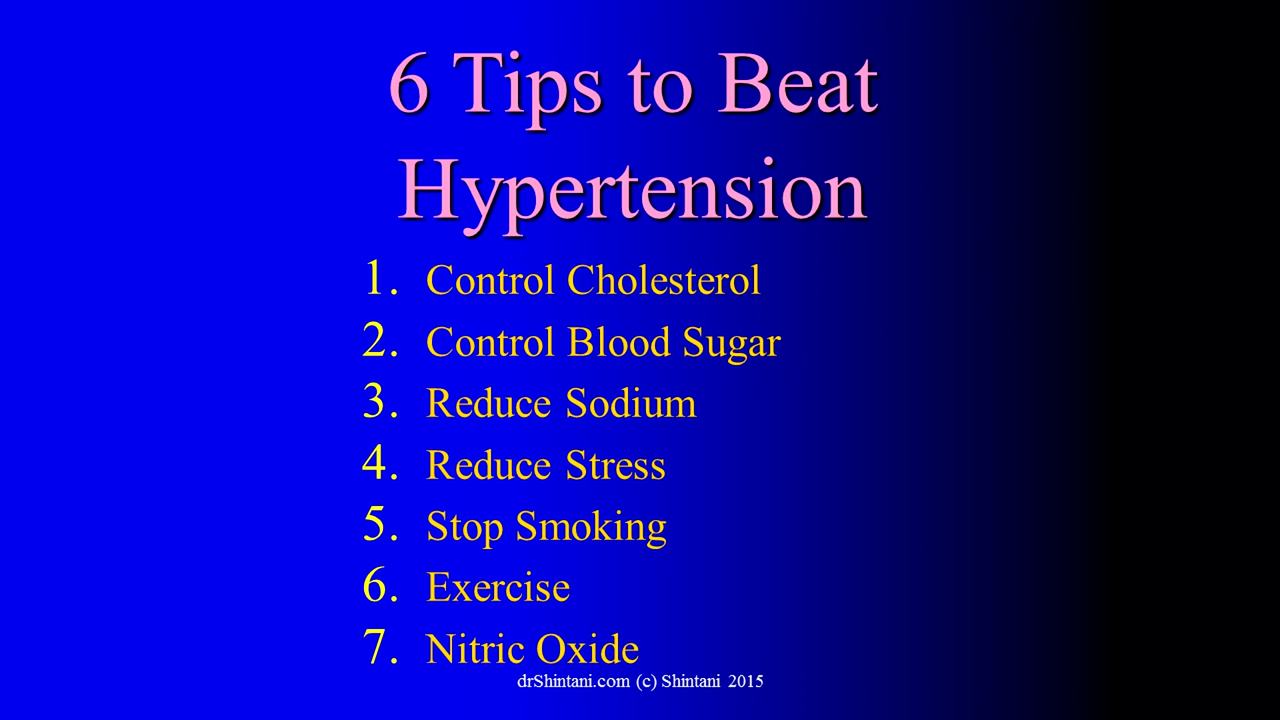 6 Tips to Beat
Hypertension
1. Control Cholesterol
2. Control Blood Sugar
3. Reduce Sodium
4. Reduce Stress
5. Stop Smoking
6. Exercise
7. Nitric Oxide
drShintani.com (c) Shintani 2015